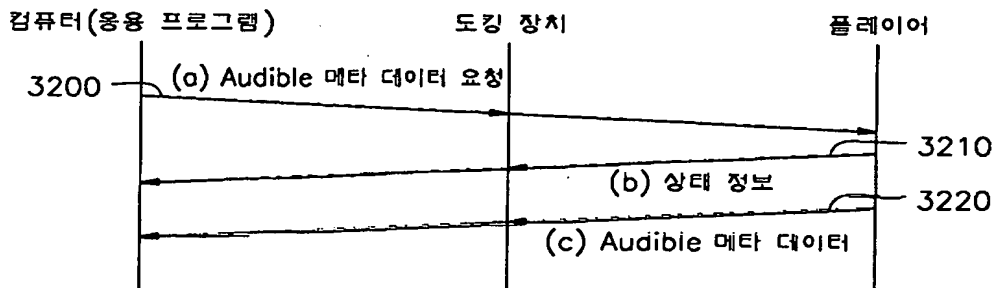 컴퓨터(응용 프로그램) 도킹 장치 플레이어
(a) Audible 메타 데이터 요청
3200
3210
(b) 상태 정보
3220
(c) Audible 메타 데이터